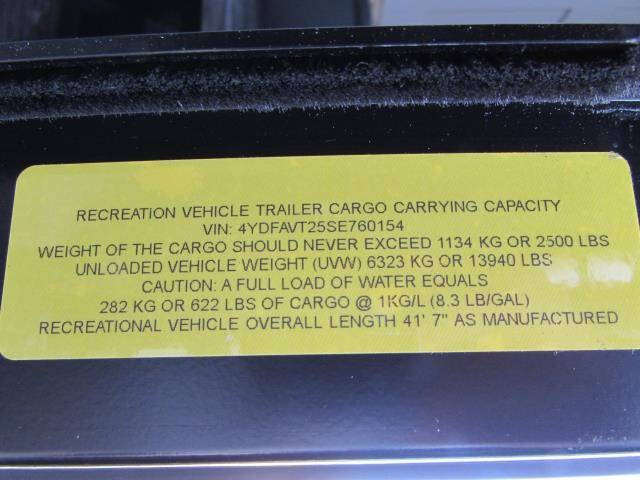 RECREATION VEHICLE TRAILER CARGO CARRYING CAPACITY
VIN: 4YDFAVT25SE760154
WEIGHT OF THE CARGO SHOULD NEVER EXCEED 1134 KG OR 2500 LBS
UNLOADED VEHICLE WEIGHT (UVW) 6323 KG OR 13940 LBS
CAUTION: A FULL LOAD OF WATER EQUALS
282 KG OR 622 LBS OF CARGO @ 1KG/L (8.3 LB/GAL)
RECREATIONAL VEHICLE OVERALL LENGTH 41' 7" AS MANUFACTURED